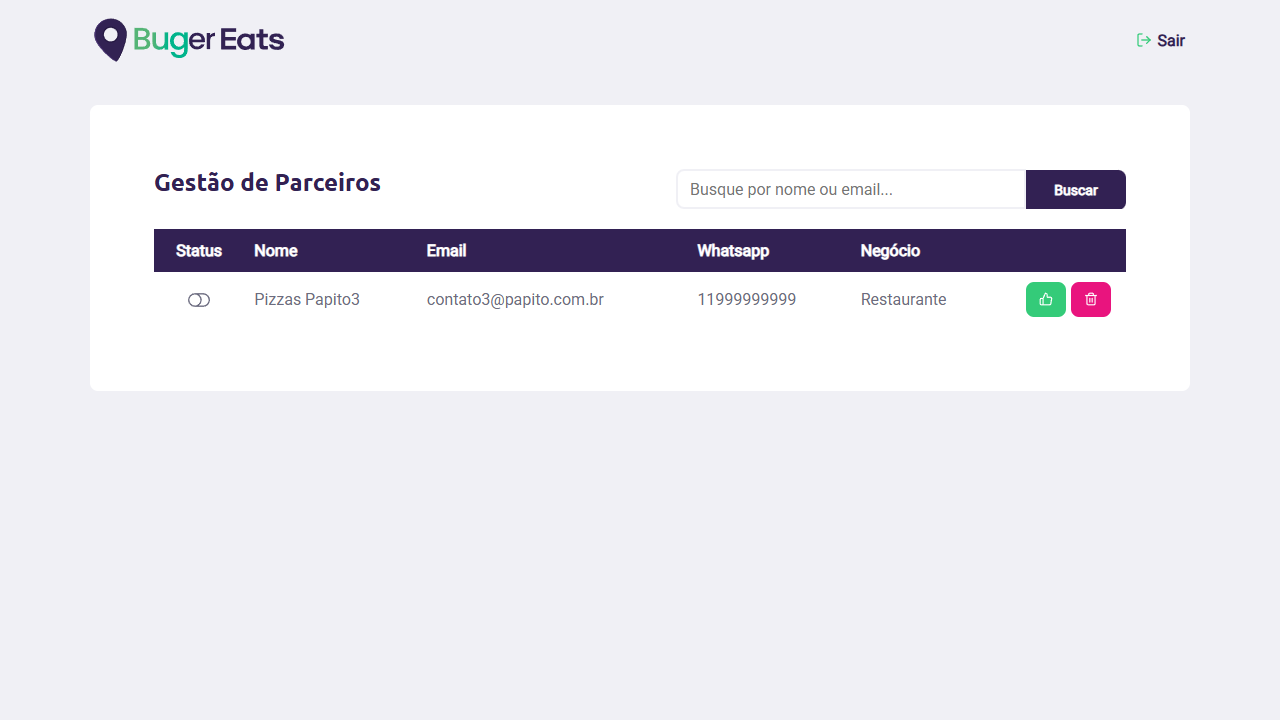 Buger Eats
Sair
Gestão de Parceiros
Busque por nome ou email...
Buscar
Status Nome Email Whatsapp Negócio
Pizzas Papito3 contato3@papito.com.br 11999999999 Restaurante